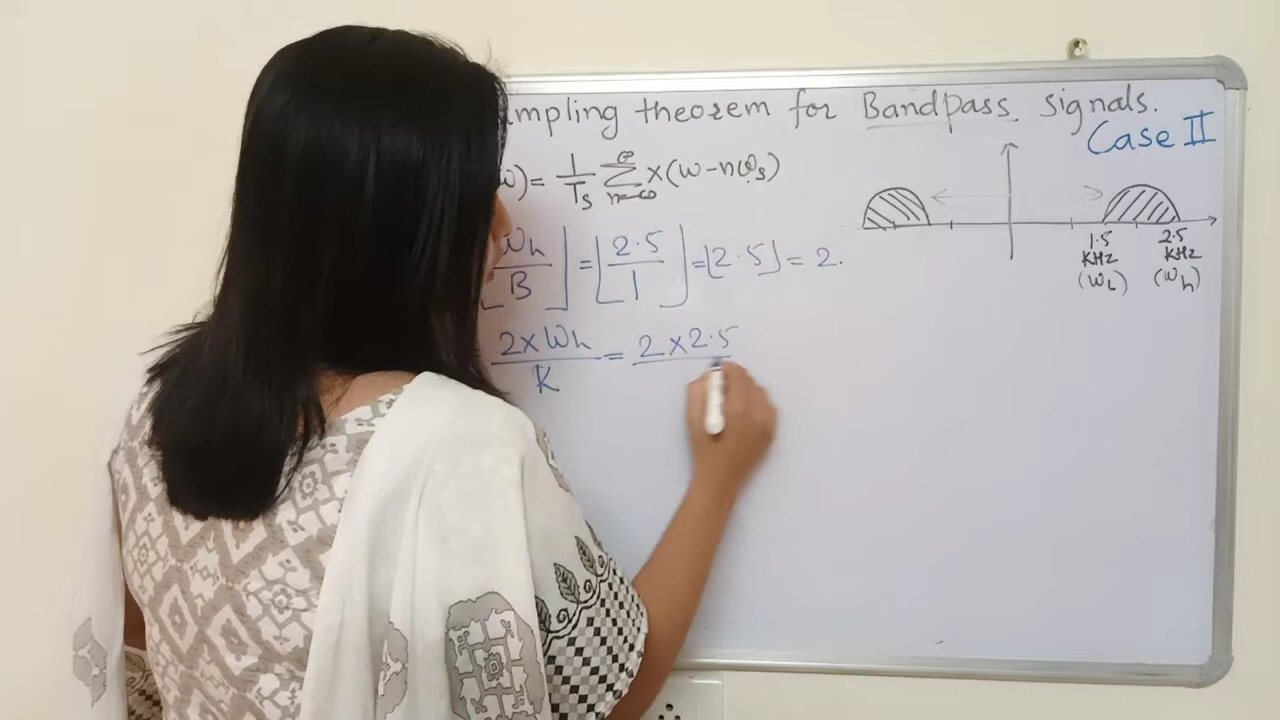 mpling theorem for Bandpass. signals.
Case II
ω) = 1/Ts ∑ n=-∞ ∞ X(ω-nωs)
ωh/B⌋ = ⌊2.5/1⌋ = ⌊2.5⌋ = 2.
2×ωh/K = 2×2.5
1.5 KHz (ωL)
2.5 KHz (ωh)